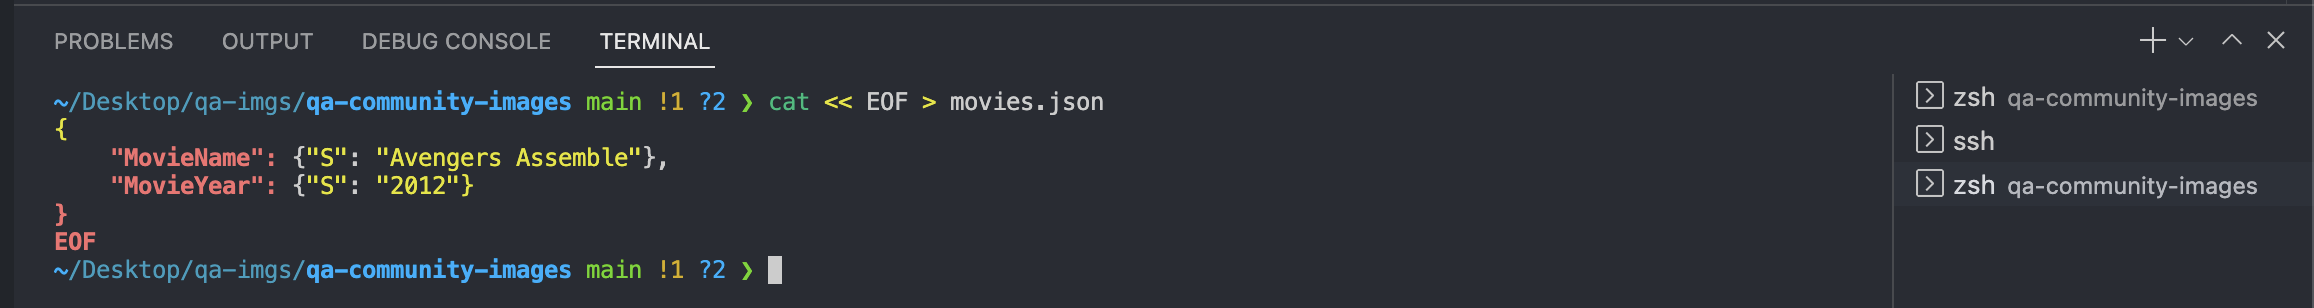 PROBLEMS OUTPUT DEBUG CONSOLE TERMINAL
~/Desktop/qa-imgs/qa-community-images main !1 ?2 ❯ cat << EOF > movies.json
{
    "MovieName": {"S": "Avengers Assemble"},
    "MovieYear": {"S": "2012"}
}
EOF
~/Desktop/qa-imgs/qa-community-images main !1 ?2 ❯
zsh qa-community-images
ssh
zsh qa-community-images